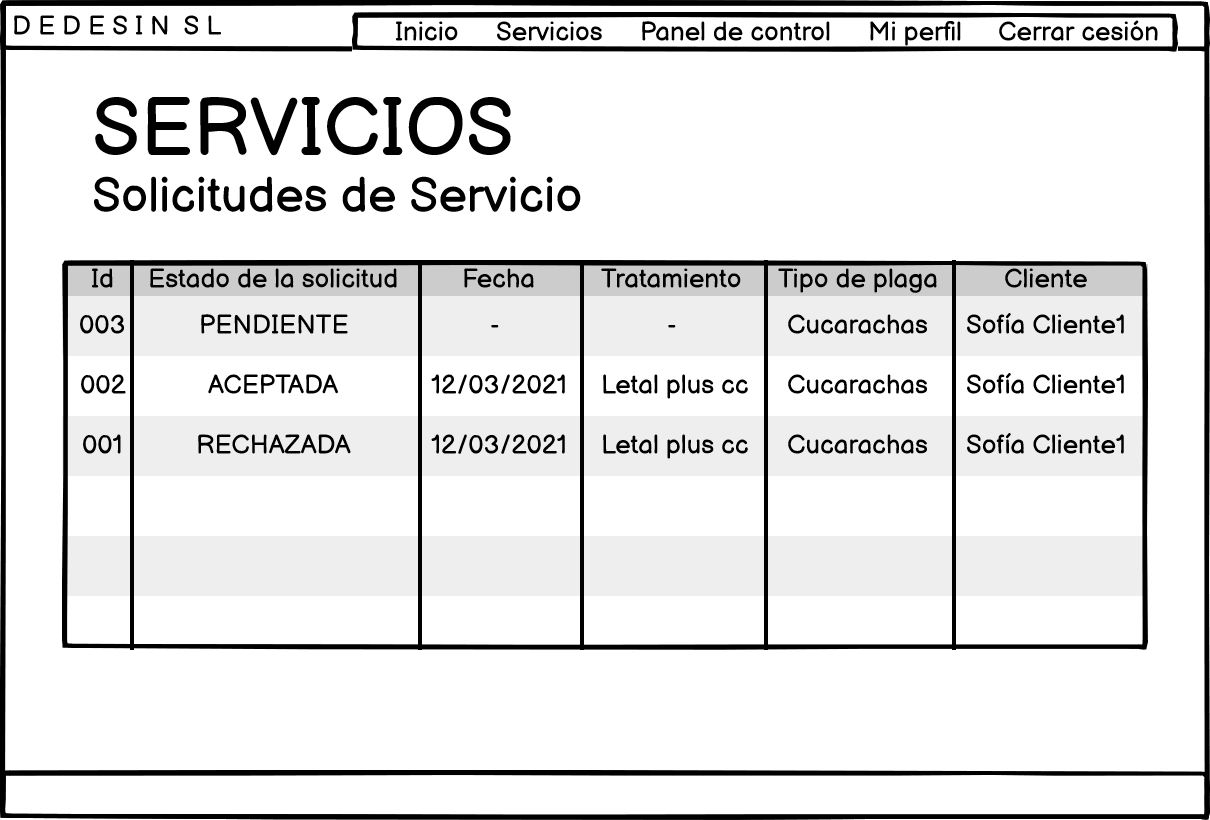 DEDESIN SL
Inicio Servicios Panel de control Mi perfil Cerrar cesión
SERVICIOS
Solicitudes de Servicio
Id Estado de la solicitud Fecha Tratamiento Tipo de plaga Cliente
003 PENDIENTE - - Cucarachas Sofía Cliente1
002 ACEPTADA 12/03/2021 Letal plus cc Cucarachas Sofía Cliente1
001 RECHAZADA 12/03/2021 Letal plus cc Cucarachas Sofía Cliente1